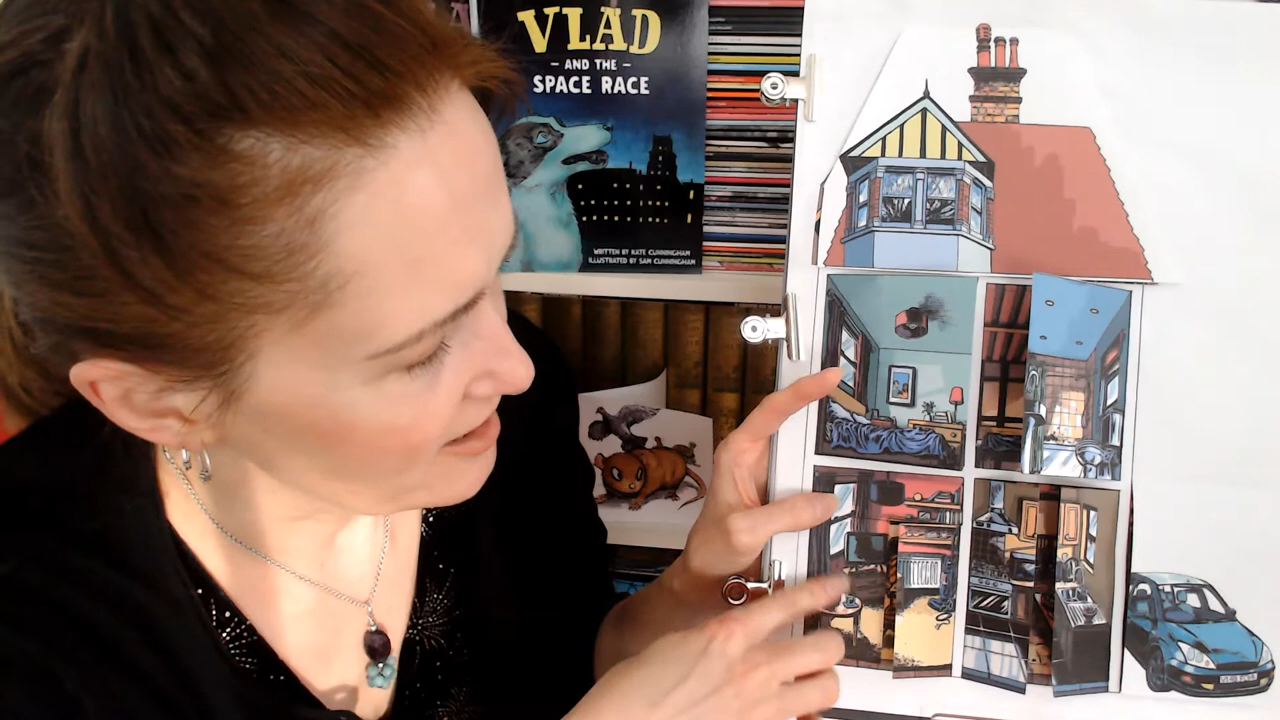 VLAD
— AND THE —
SPACE RACE
WRITTEN BY KATE CUNNINGHAM
ILLUSTRATED BY SAM CUNNINGHAM